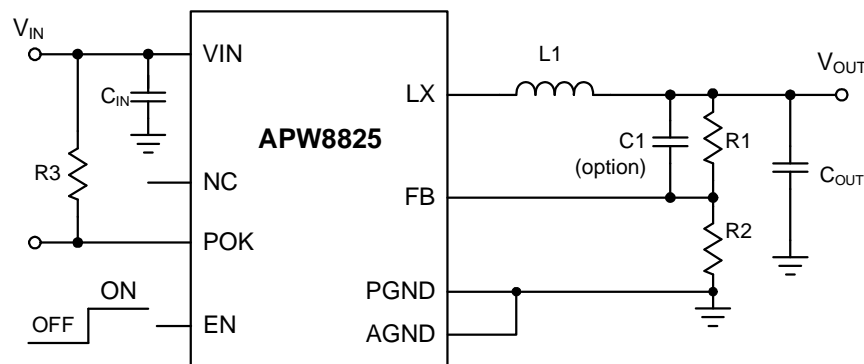 VIN
VIN
CIN
R3
NC
POK
ON
OFF
EN
APW8825
LX
FB
PGND
AGND
L1
C1
(option)
R1
R2
VOUT
COUT